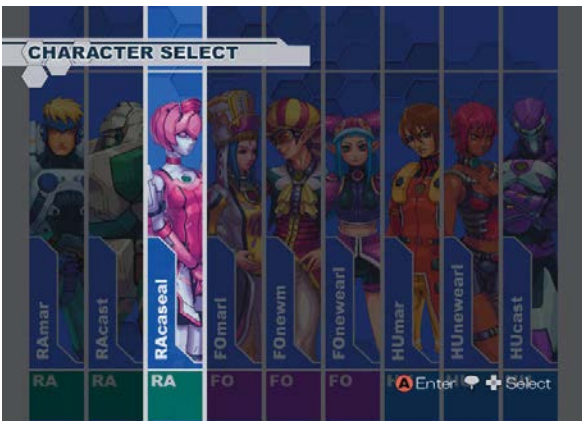 CHARACTER SELECT
RAmar
RAcast
RAcaseal
FOmarl
FOnewm
FOnewearl
HUmar
HUnewearl
HUcast
RA RA RA FO FO FO
A Enter Select